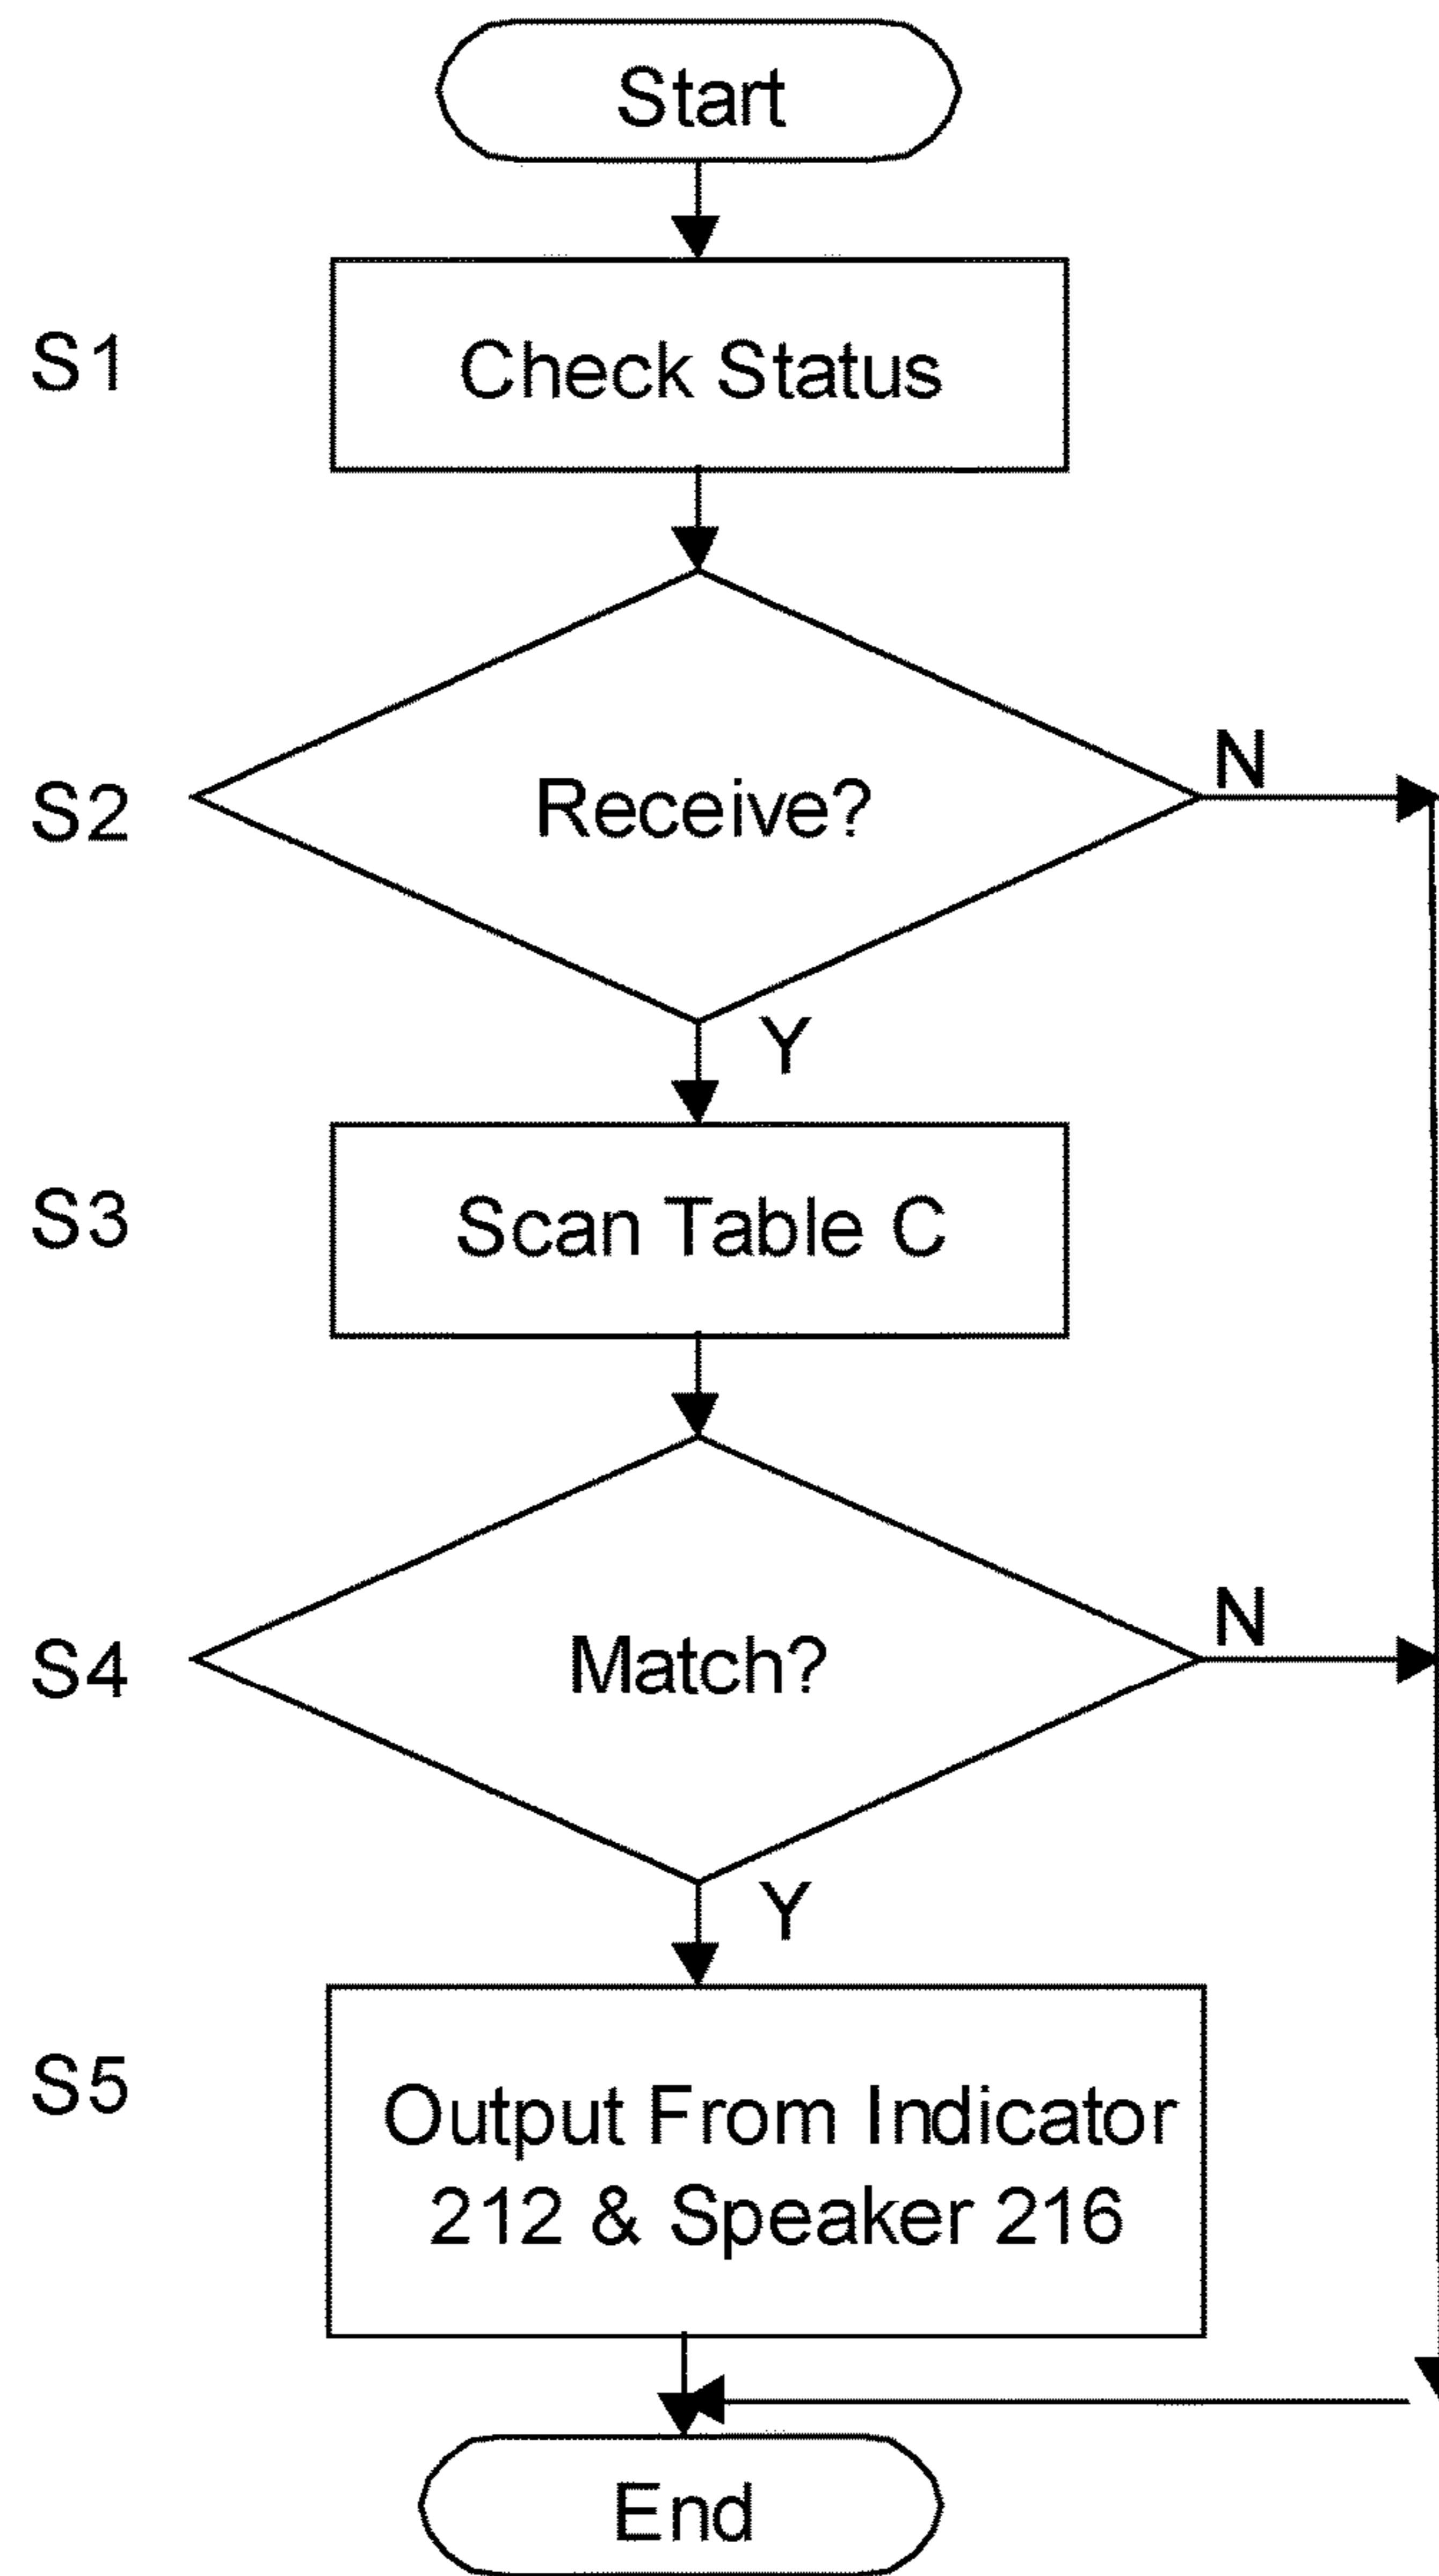 Start
S1
Check Status
S2
Receive?
N
Y
S3
Scan Table C
S4
Match?
N
Y
S5
Output From Indicator
212 & Speaker 216
End